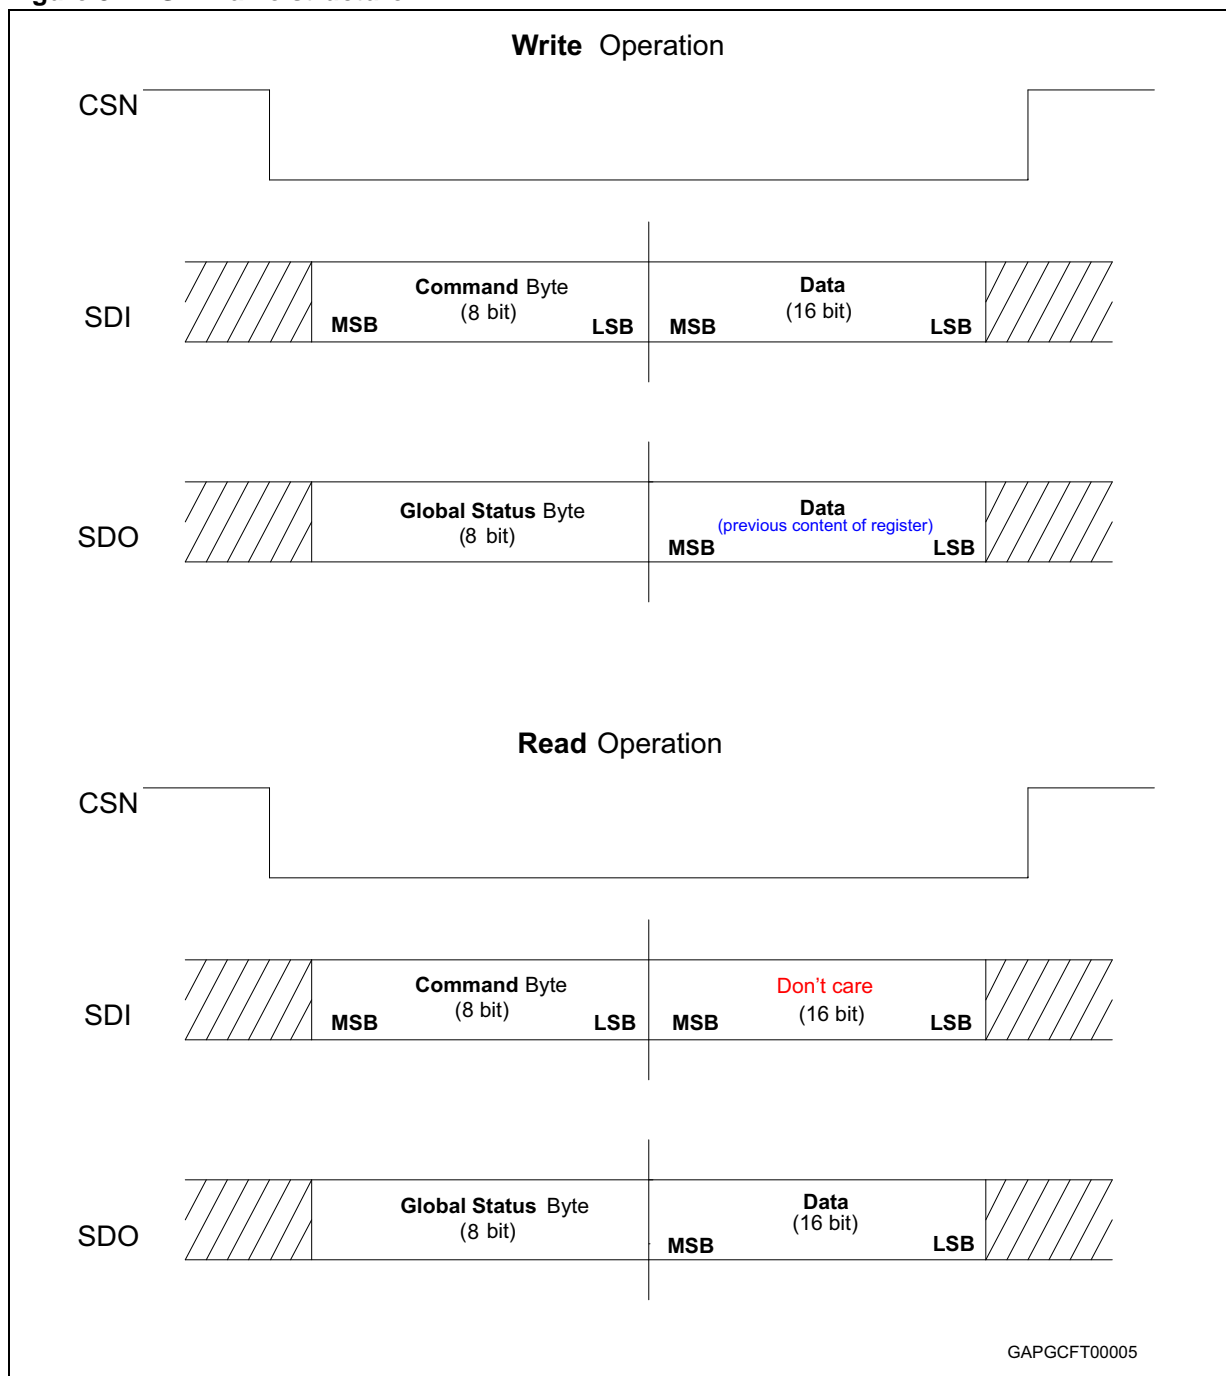 Write Operation
CSN
Command Byte
(8 bit)
MSB
LSB
Data
(16 bit)
MSB
LSB
SDI
Global Status Byte
(8 bit)
Data
(previous content of register)
MSB
LSB
SDO
Read Operation
CSN
Command Byte
(8 bit)
MSB
LSB
Don't care
(16 bit)
MSB
LSB
SDI
Global Status Byte
(8 bit)
Data
(16 bit)
MSB
LSB
SDO
GAPGCFT00005